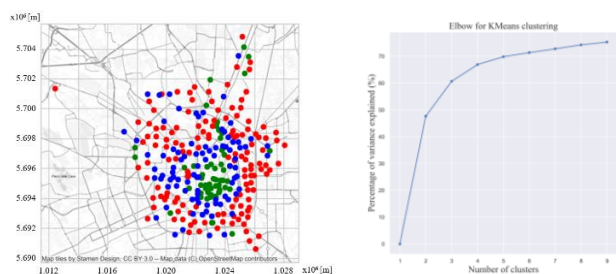 x10⁶ [m]
5.704
5.702
5.700
5.698
5.696
5.694
5.690
Map tiles by Stamen Design, CC BY 3.0 -- Map data (C) OpenStreetMap contributors
1.012
1.016
1.020
1.024
1.028
x10⁶ [m]
Elbow for KMeans clustering
Percentage of variance explained (%)
70
60
50
40
30
20
10
0
1 2 3 4 5 6 7 8 9
Number of clusters